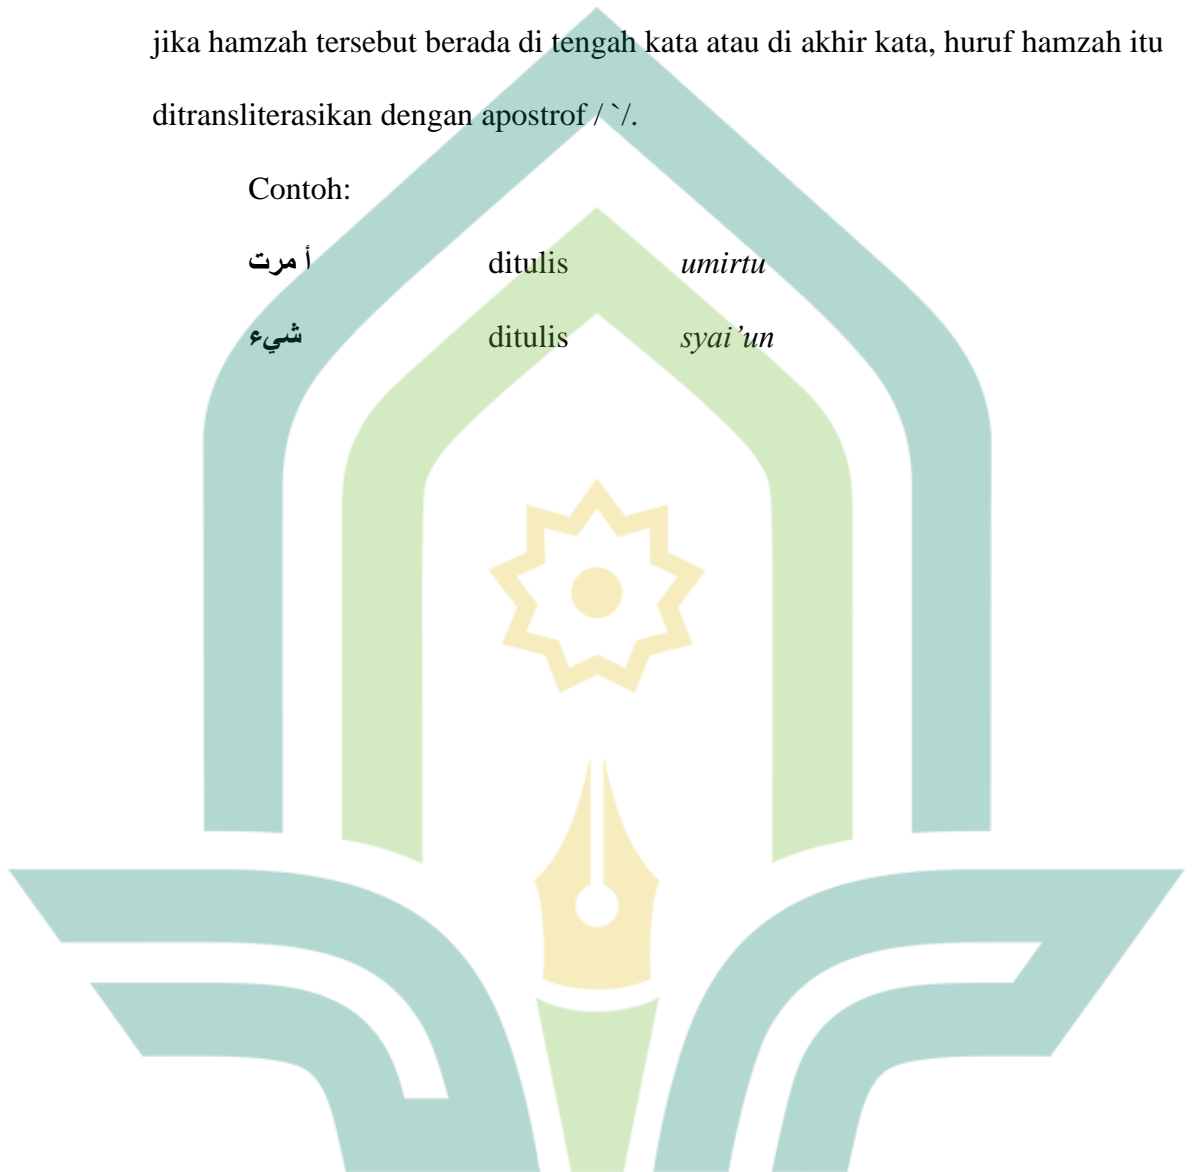 jika hamzah tersebut berada di tengah kata atau di akhir kata, huruf hamzah itu
ditransliterasikan dengan apostrof / `/.
Contoh:
أ مرت ditulis umirtu
شيء ditulis syai’un